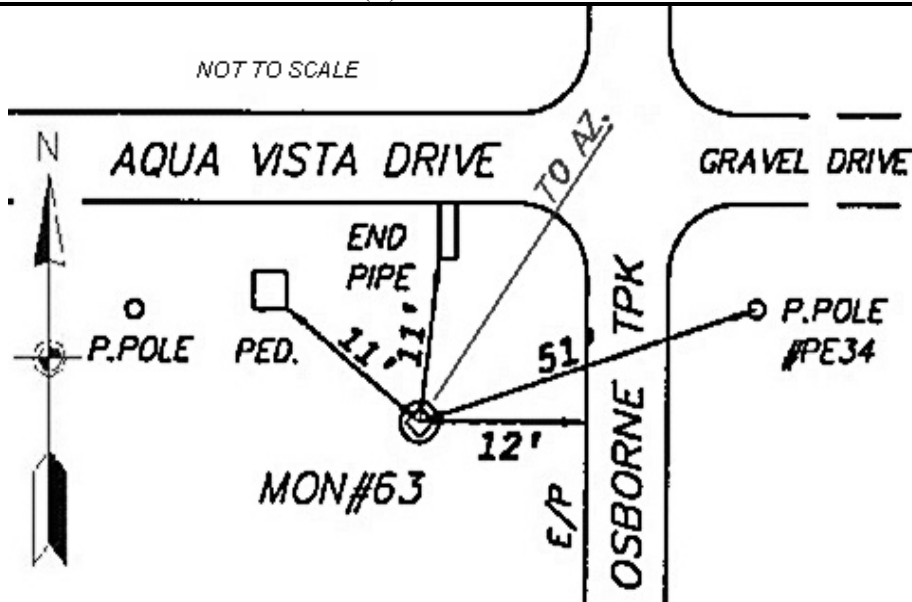 NOT TO SCALE
N
AQUA VISTA DRIVE
TO AZ.
GRAVEL DRIVE
END
PIPE
P.POLE
PED.
11'
11'
51'
P.POLE
#PE34
12'
MON#63
E/P
OSBORNE TPK